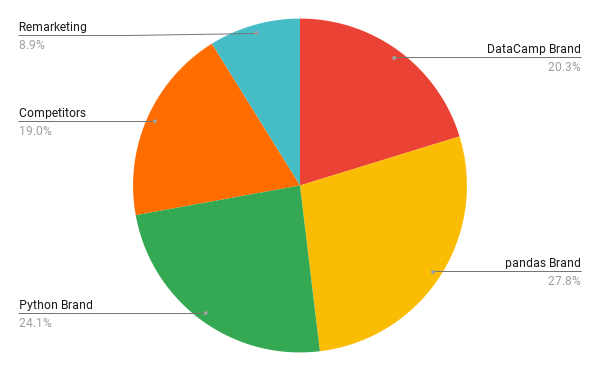 Remarketing
8.9%
DataCamp Brand
20.3%
Competitors
19.0%
pandas Brand
27.8%
Python Brand
24.1%